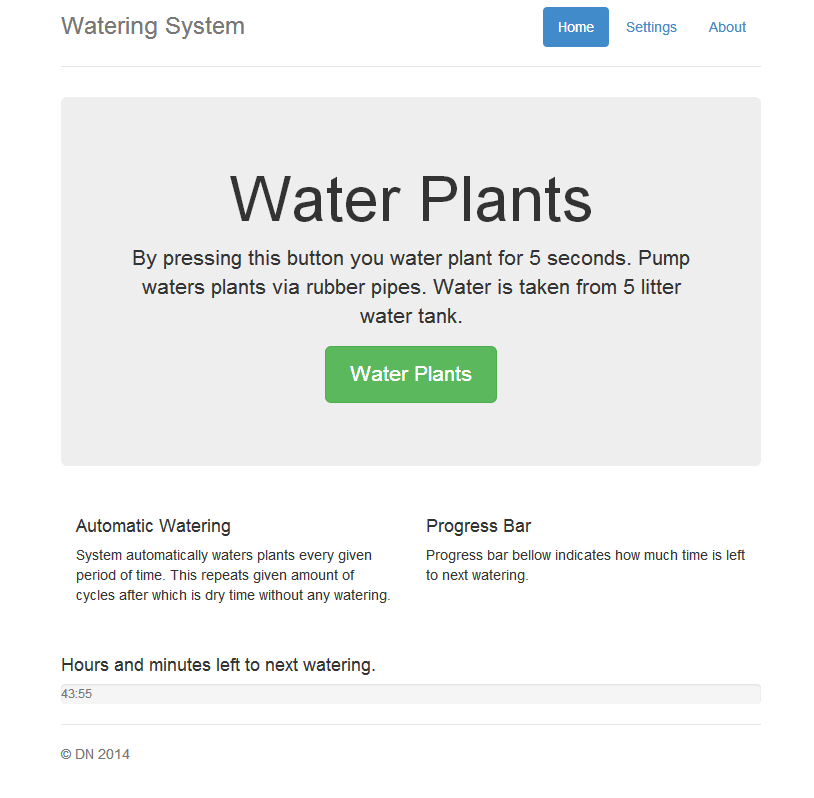 Watering System
Home Settings About
Water Plants
By pressing this button you water plant for 5 seconds. Pump
waters plants via rubber pipes. Water is taken from 5 litter
water tank.
Water Plants
Automatic Watering
System automatically waters plants every given
period of time. This repeats given amount of
cycles after which is dry time without any watering.
Progress Bar
Progress bar bellow indicates how much time is left
to next watering.
Hours and minutes left to next watering.
43:55
© DN 2014